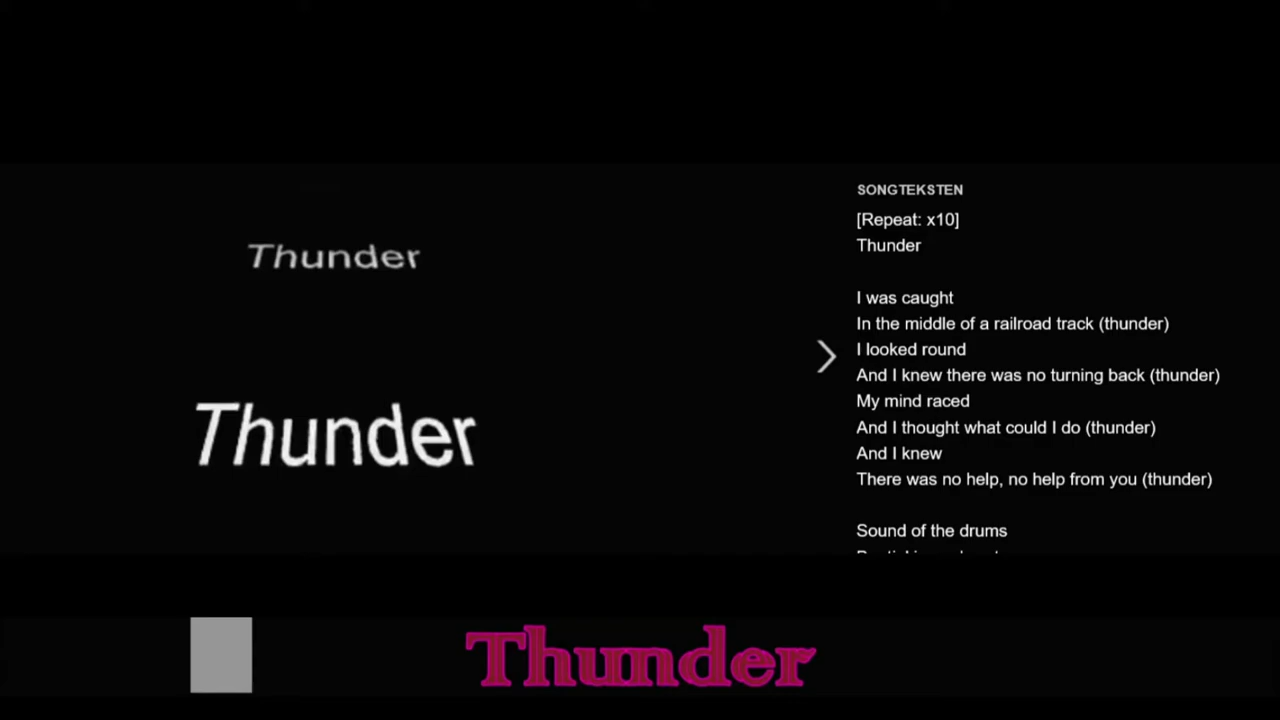 Thunder
Thunder
SONGTEKSTEN
[Repeat: x10]
Thunder
I was caught
In the middle of a railroad track (thunder)
I looked round
And I knew there was no turning back (thunder)
My mind raced
And I thought what could I do (thunder)
And I knew
There was no help, no help from you (thunder)
Sound of the drums
Thunder